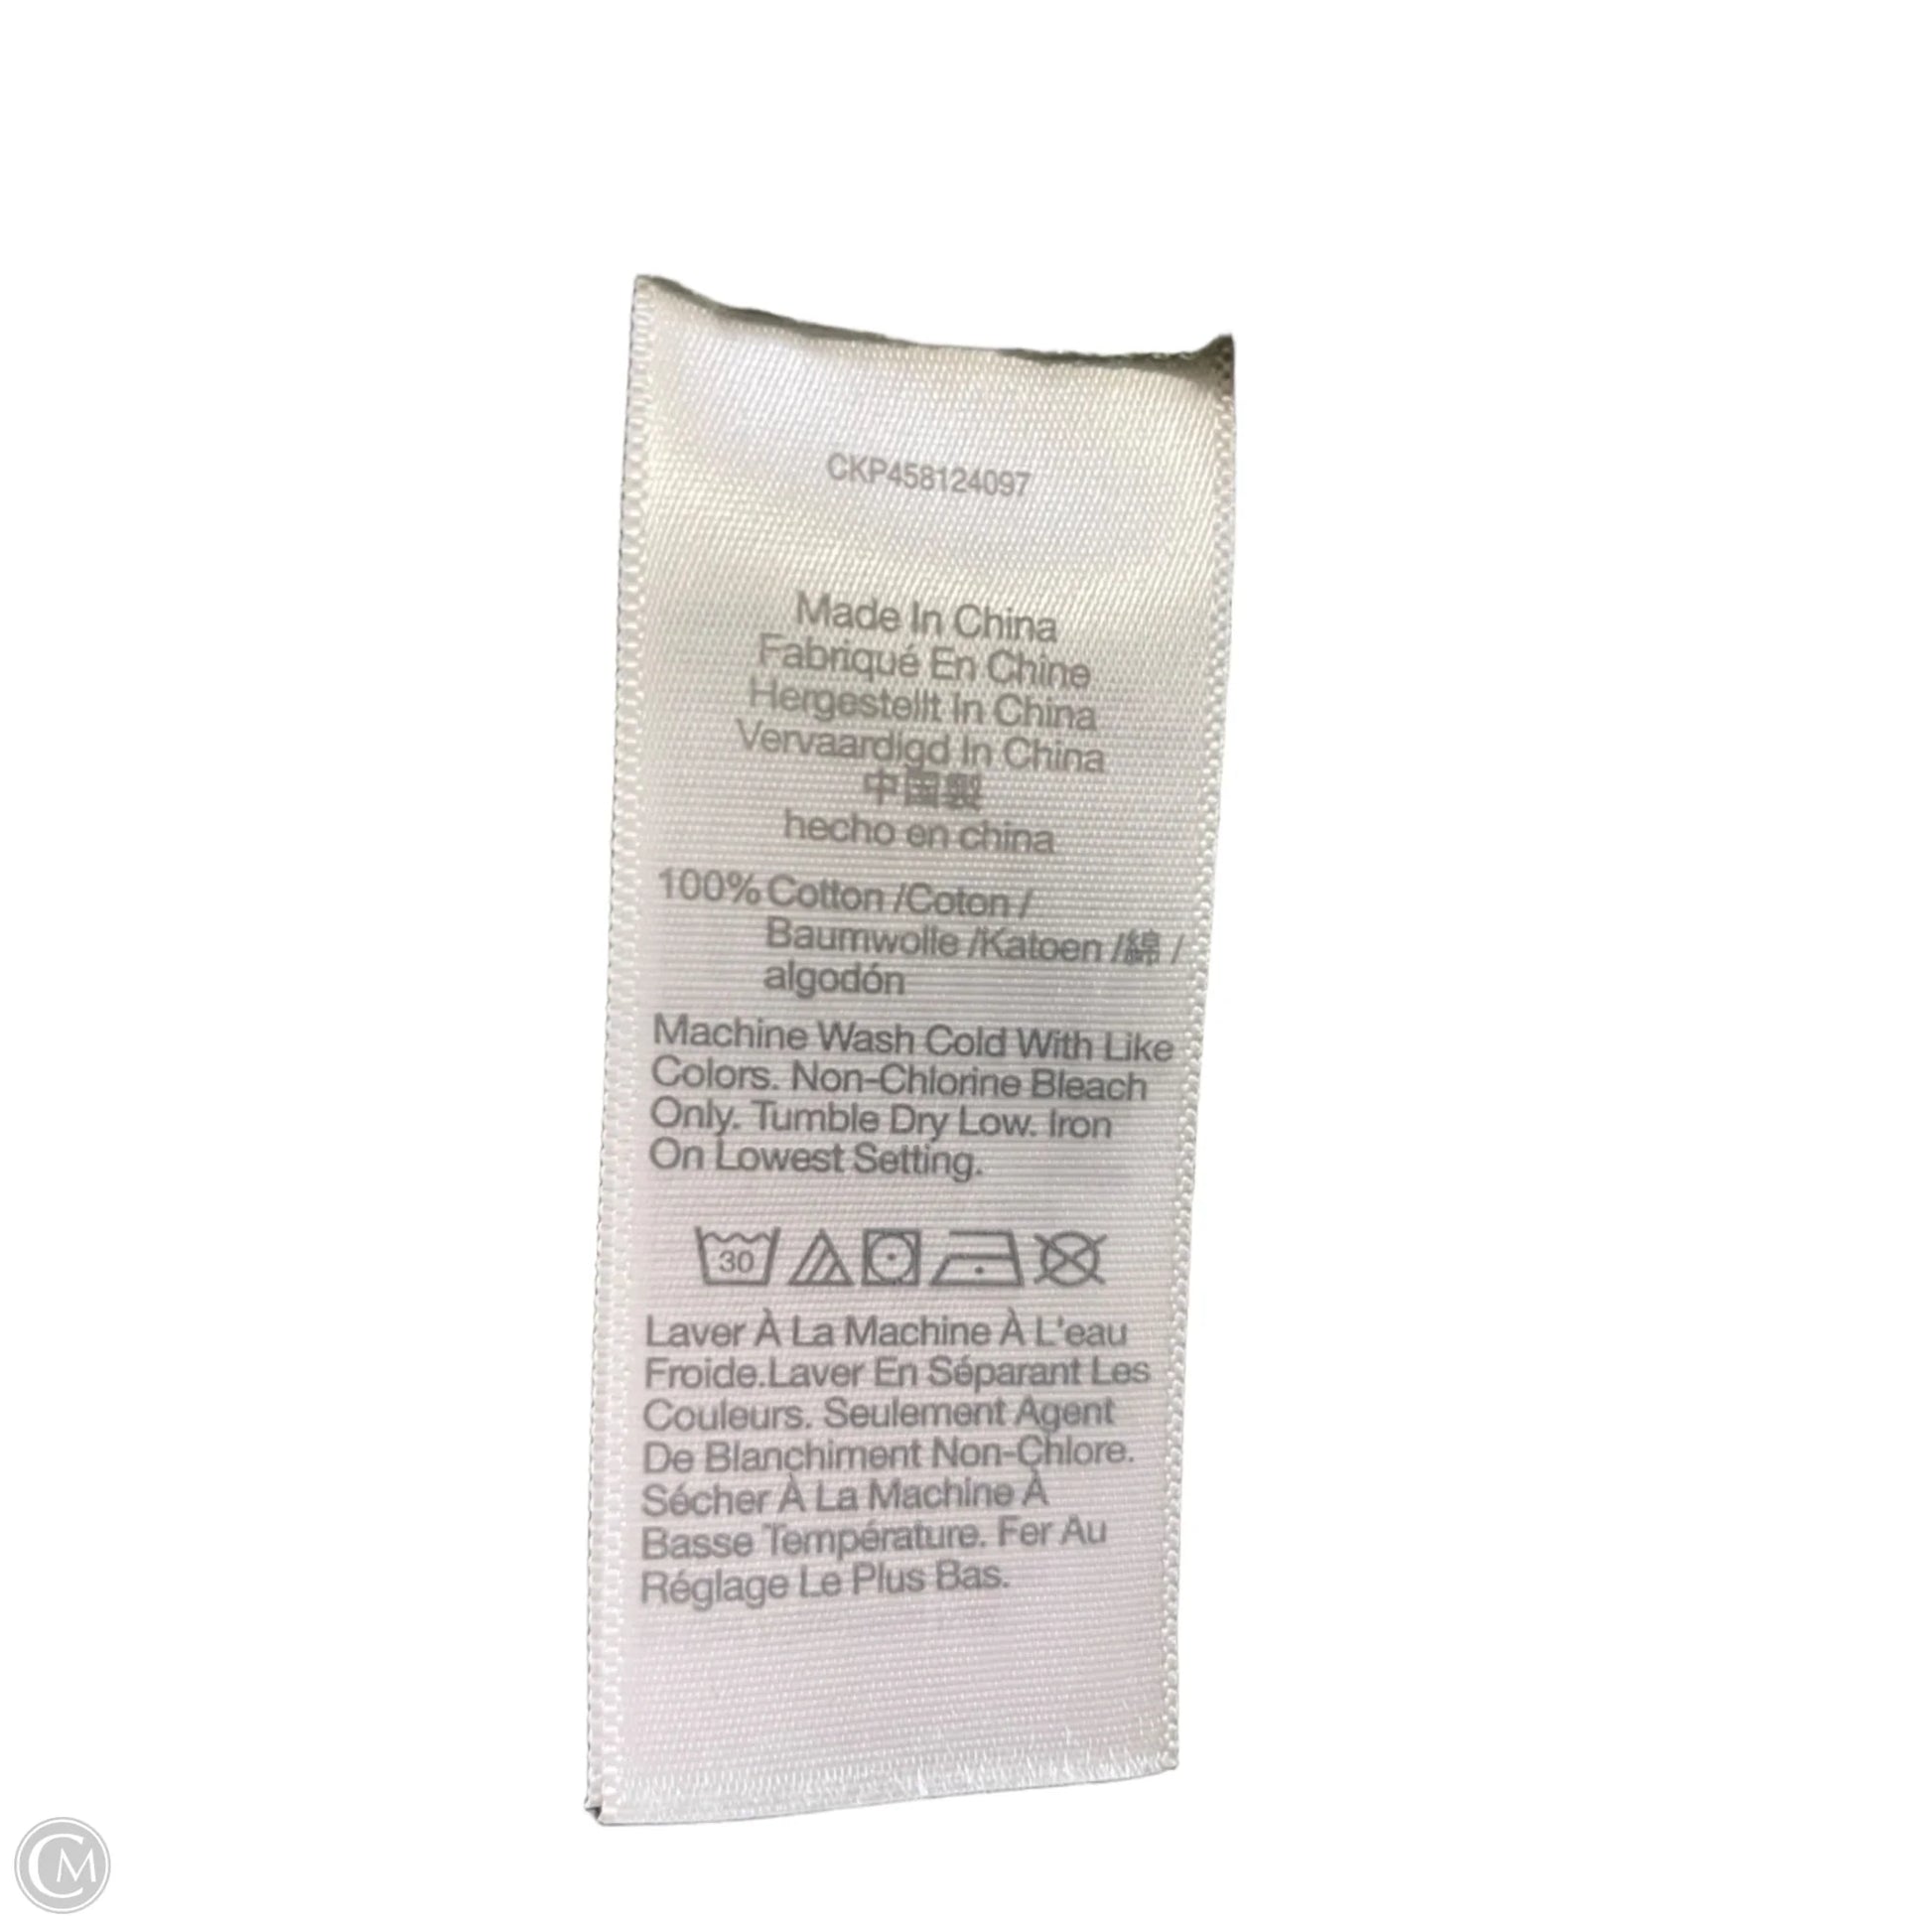 CKP458124097
Made In China
Fabriqué En Chine
Hergestellt In China
Vervaardigd In China
中国製
hecho en china
100% Cotton /Coton /
Baumwolle /Katoen /綿 /
algodón
Machine Wash Cold With Like
Colors. Non-Chlorine Bleach
Only. Tumble Dry Low. Iron
On Lowest Setting.
30
Laver À La Machine À L'eau
Froide.Laver En Séparant Les
Couleurs. Seulement Agent
De Blanchiment Non-Chlore.
Sécher À La Machine À
Basse Température. Fer Au
Réglage Le Plus Bas.
CM